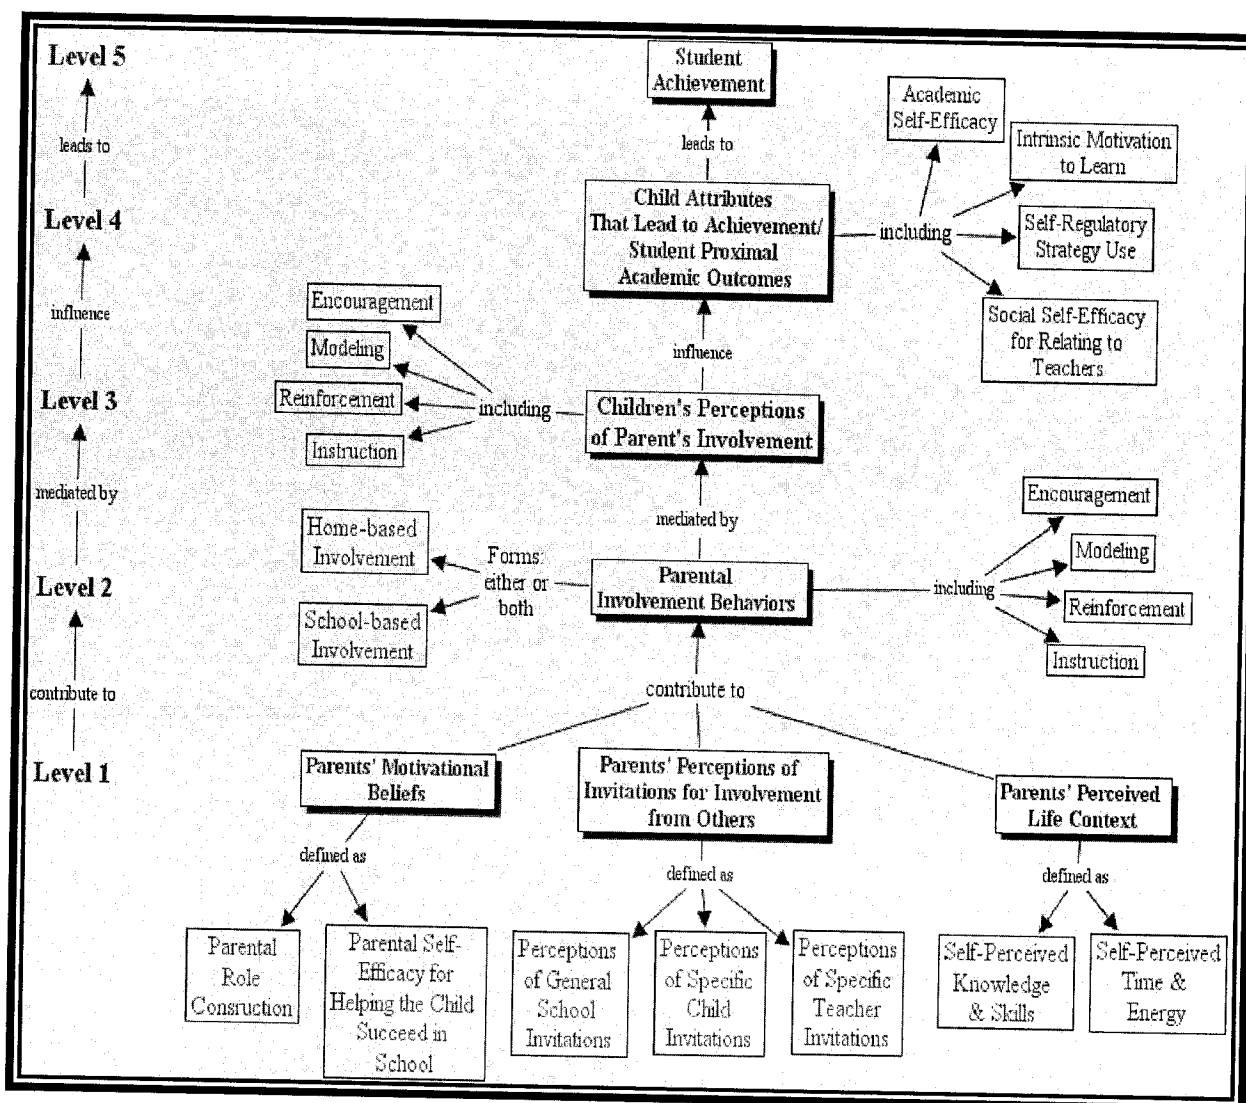 Level 5
leads to
Level 4
influence
Level 3
mediated by
Level 2
contribute to
Level 1
Student
Achievement
leads to
Child Attributes
That Lead to Achievement/
Student Proximal
Academic Outcomes
including
Academic
Self-Efficacy
Intrinsic Motivation
to Learn
Self-Regulatory
Strategy Use
Social Self-Efficacy
for Relating to
Teachers
influence
Children's Perceptions
of Parent's Involvement
including
Encouragement
Modeling
Reinforcement
Instruction
mediated by
Parental
Involvement Behaviors
Forms:
either or
both
Home-based
Involvement
School-based
Involvement
including
Encouragement
Modeling
Reinforcement
Instruction
contribute to
Parents' Motivational
Beliefs
Parents' Perceptions of
Invitations for Involvement
from Others
Parents' Perceived
Life Context
defined as
defined as
defined as
Parental
Role
Consruction
Parental Self-
Efficacy for
Helping the Child
Succeed in
School
Perceptions
of General
School
Invitations
Perceptions
of Specific
Child
Invitations
Perceptions
of Specific
Teacher
Invitations
Self-Perceived
Knowledge
& Skills
Self-Perceived
Time &
Energy